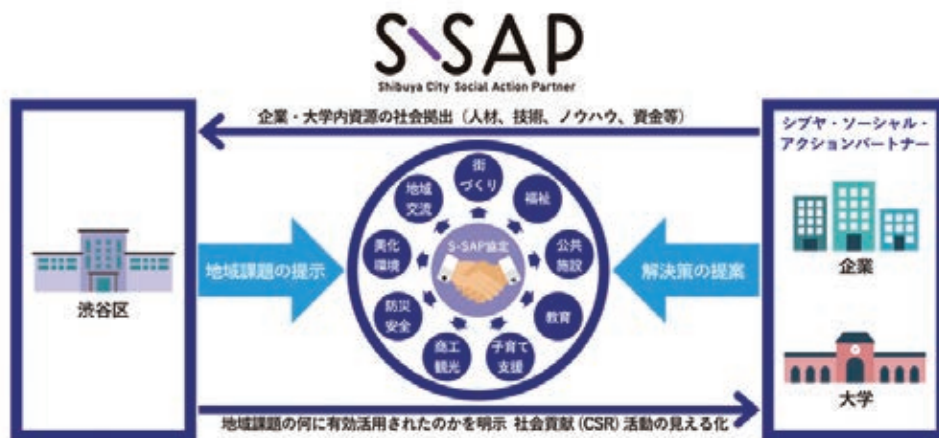 S-SAP
Shibuya City Social Action Partner
企業・大学内資源の社会拠出（人材、技術、ノウハウ、資金等）
シブヤ・ソーシャル・
アクションパートナー
街
づくり
福祉
公共
施設
教育
子育て
支援
商工
観光
防災
安全
美化
環境
地域
交流
S-SAP協定
渋谷区
地域課題の提示
解決策の提案
企業
大学
地域課題の何に有効活用されたのかを明示 社会貢献（CSR）活動の見える化